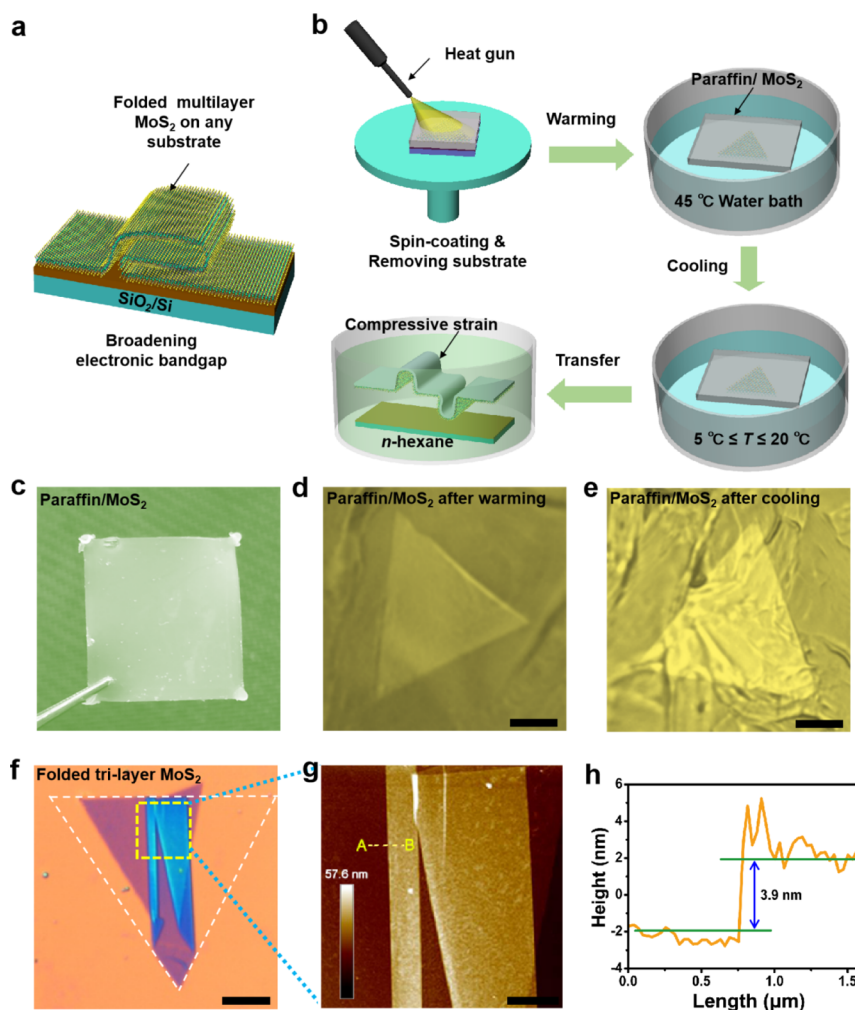 a
Folded multilayer
MoS₂ on any
substrate
SiO₂/Si
Broadening
electronic bandgap
b
Heat gun
Spin-coating &
Removing substrate
Warming
Paraffin/ MoS₂
45 ℃ Water bath
Cooling
5 ℃ ≤ T ≤ 20 ℃
Transfer
Compressive strain
n-hexane
c
Paraffin/MoS₂
d
Paraffin/MoS₂ after warming
e
Paraffin/MoS₂ after cooling
f
Folded tri-layer MoS₂
g
A
B
57.6 nm
h
Height (nm)
6
4
2
0
-2
-4
3.9 nm
0.0
0.5
1.0
1.5
Length (μm)